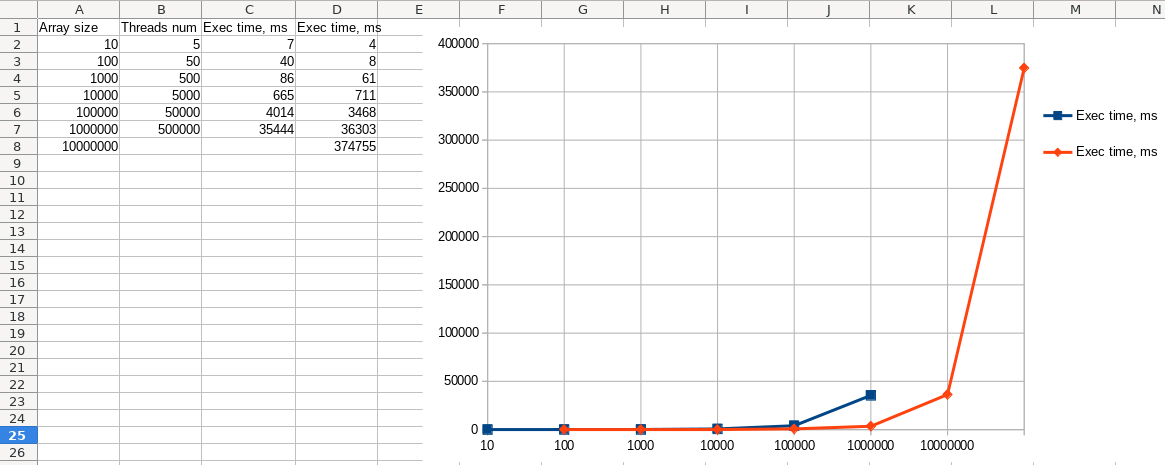 A B C D E F G H I J K L M N
1 Array size Threads num Exec time, ms Exec time, ms
2 10 5 7 4
3 100 50 40 8
4 1000 500 86 61
5 10000 5000 665 711
6 100000 50000 4014 3468
7 1000000 500000 35444 36303
8 10000000 374755
9
10
11
12
13
14
15
16
17
18
19
20
21
22
23
24
25
26
400000
350000
300000
250000
200000
150000
100000
50000
0
10 100 1000 10000 100000 1000000 10000000
Exec time, ms
Exec time, ms